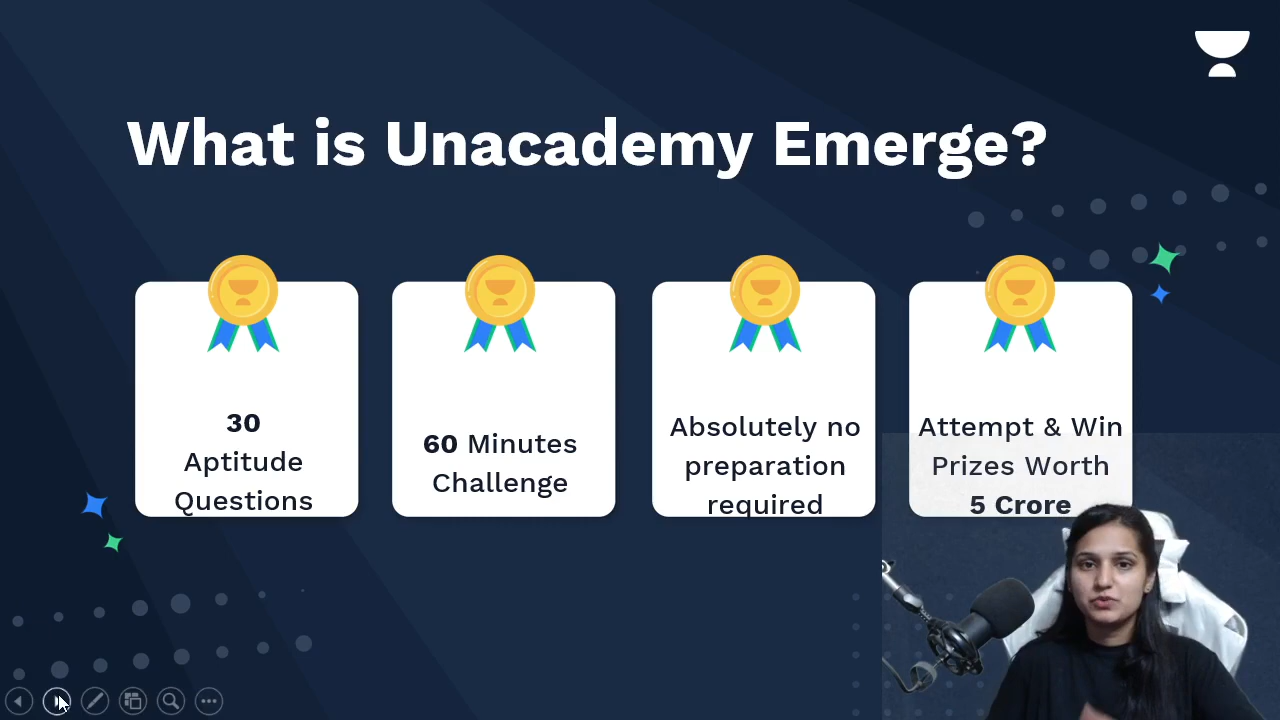 What is Unacademy Emerge?
30
Aptitude
Questions
60 Minutes
Challenge
Absolutely no
preparation
required
Attempt & Win
Prizes Worth
5 Crore